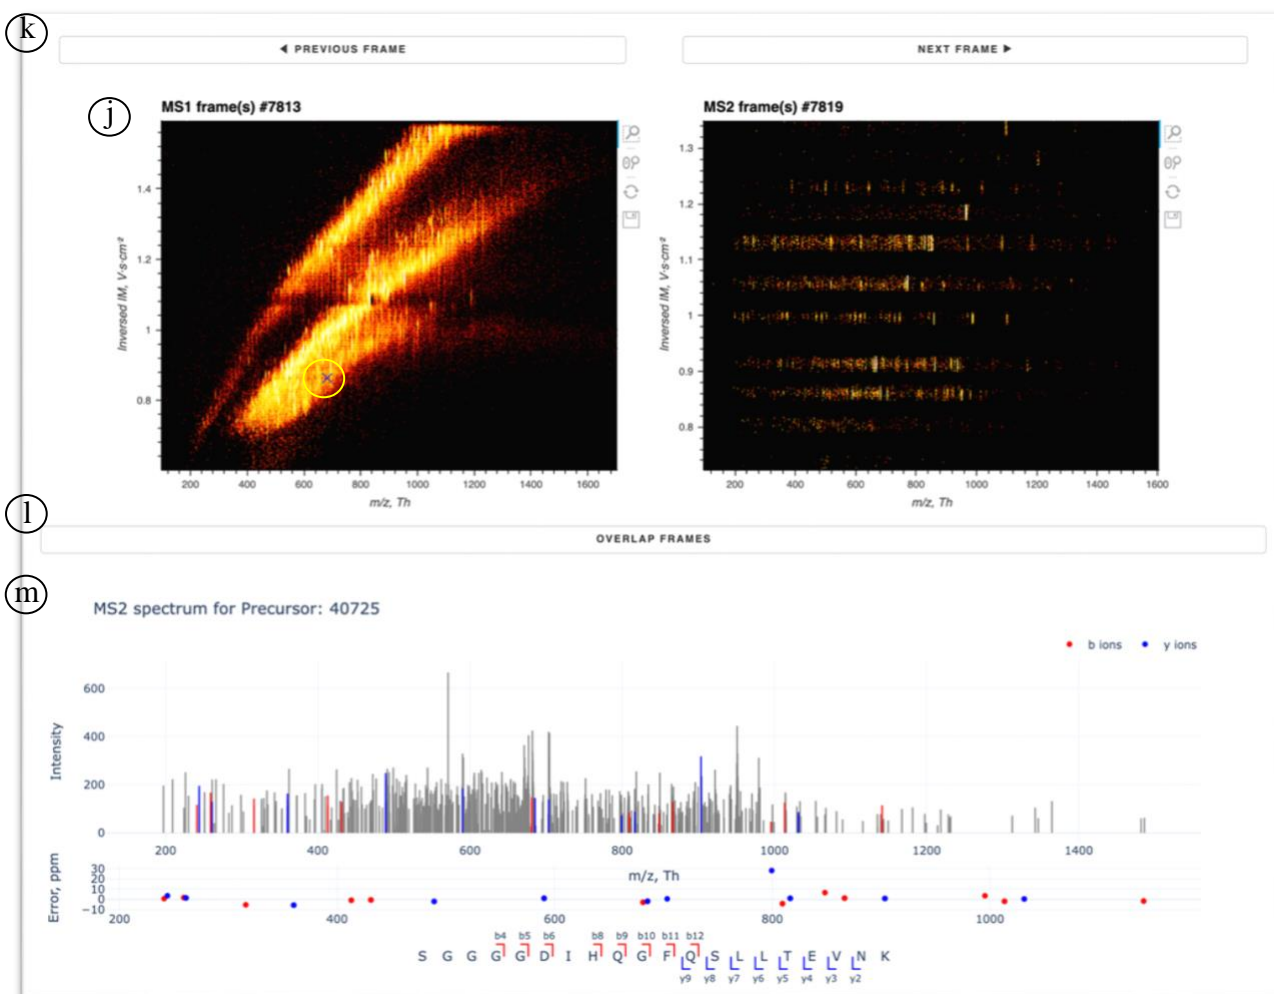 k
◀ PREVIOUS FRAME NEXT FRAME ▶
j
MS1 frame(s) #7813 MS2 frame(s) #7819
1.4
1.2
1
0.8
Inversed IM, V·s·cm⁻²
200 400 600 800 1000 1200 1400 1600
m/z, Th
1.3
1.2
1.1
1
0.9
0.8
Inversed IM, V·s·cm⁻²
200 400 600 800 1000 1200 1400 1600
m/z, Th
l
OVERLAP FRAMES
m
MS2 spectrum for Precursor: 40725
b ions y ions
600
400
200
0
Intensity
200 400 600 800 1000 1200 1400
m/z, Th
30
20
10
0
−10
Error, ppm
200 400 600 800 1000
b4 b5 b6 b8 b9 b10 b11 b12
S G G G G D I H Q G F Q S L L T E V N K
y9 y8 y7 y6 y5 y4 y3 y2